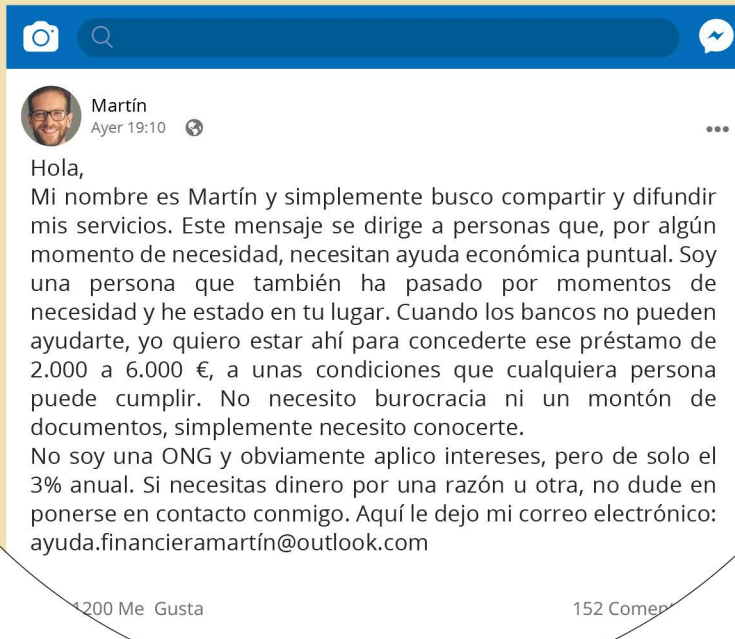 Martín
Ayer 19:10
Hola,
Mi nombre es Martín y simplemente busco compartir y difundir
mis servicios. Este mensaje se dirige a personas que, por algún
momento de necesidad, necesitan ayuda económica puntual. Soy
una persona que también ha pasado por momentos de
necesidad y he estado en tu lugar. Cuando los bancos no pueden
ayudarte, yo quiero estar ahí para concederte ese préstamo de
2.000 a 6.000 €, a unas condiciones que cualquiera persona
puede cumplir. No necesito burocracia ni un montón de
documentos, simplemente necesito conocerte.
No soy una ONG y obviamente aplico intereses, pero de solo el
3% anual. Si necesitas dinero por una razón u otra, no dude en
ponerse en contacto conmigo. Aquí le dejo mi correo electrónico:
ayuda.financieramartín@outlook.com
1200 Me Gusta
152